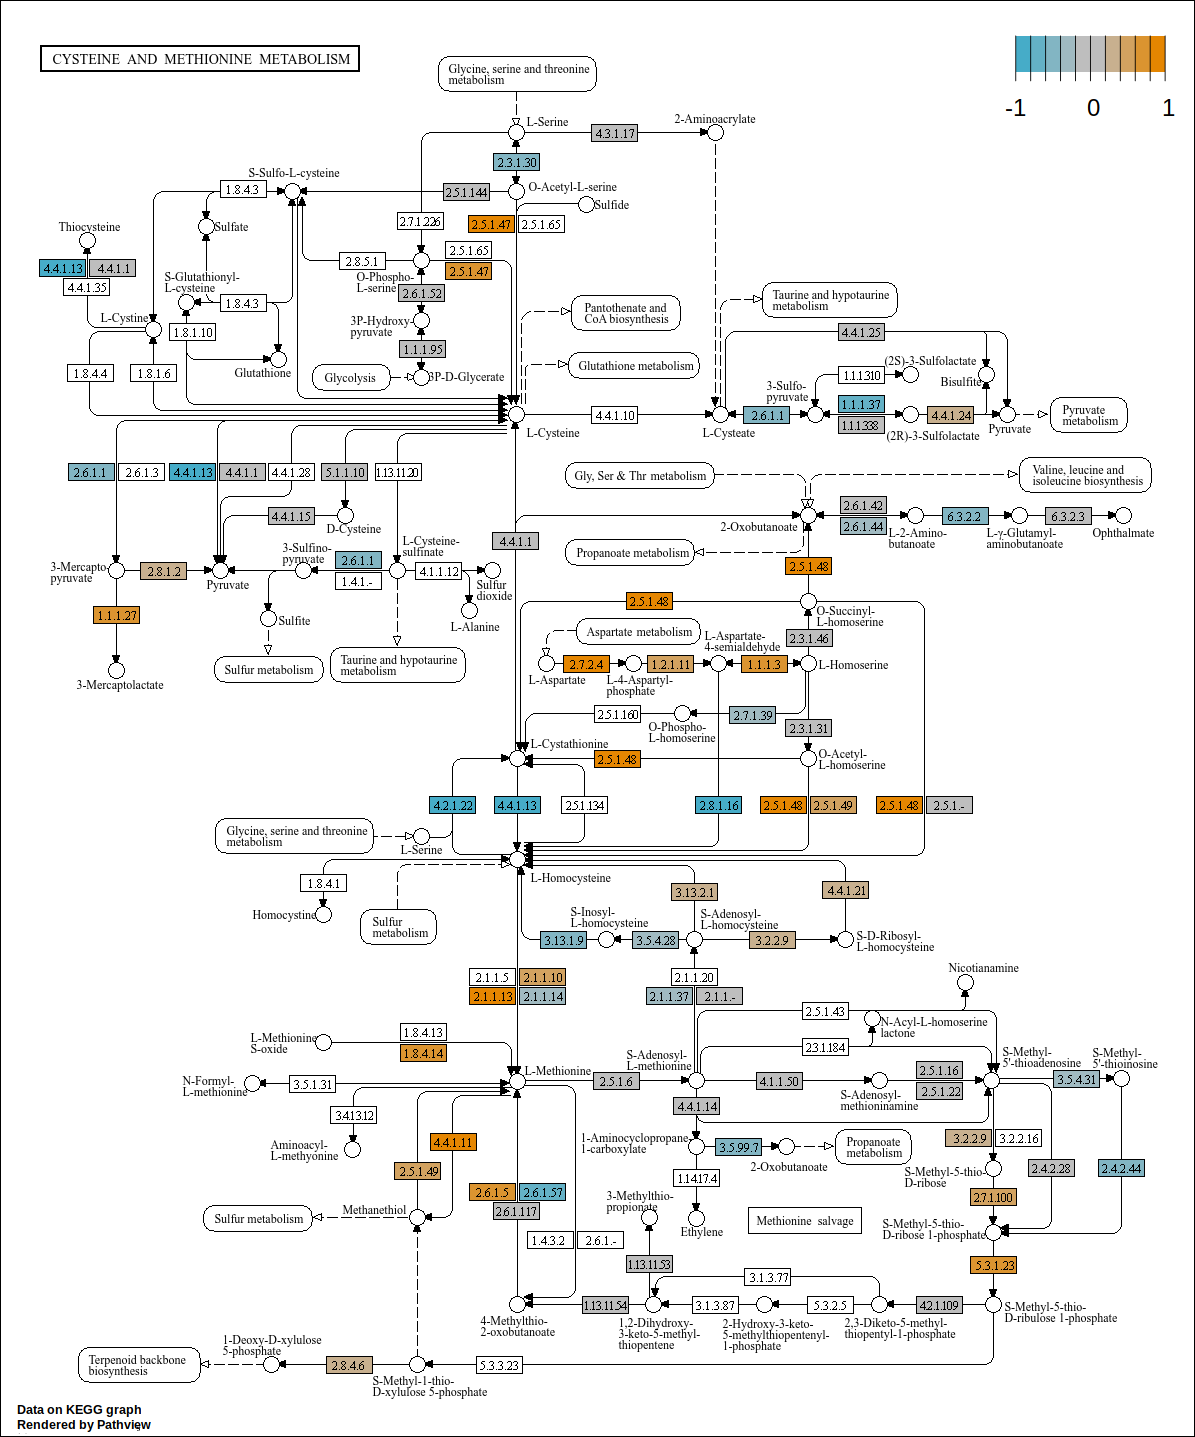 CYSTEINE AND METHIONINE METABOLISM
-1
0
1
Glycine, serine and threonine
metabolism
L-Serine
4.3.1.17
2-Aminoacrylate
2.3.1.30
S-Sulfo-L-cysteine
1.8.4.3
2.5.1.144
O-Acetyl-L-serine
Sulfide
Thiocysteine
Sulfate
2.7.1.226
2.5.1.47
2.5.1.65
4.4.1.13
4.4.1.1
4.4.1.35
2.8.5.1
2.5.1.65
2.5.1.47
S-Glutathionyl-
L-cysteine
O-Phospho-
L-serine
2.6.1.52
1.8.4.3
L-Cystine
1.8.1.10
3P-Hydroxy-
pyruvate
1.1.1.95
Pantothenate and
CoA biosynthesis
Taurine and hypotaurine
metabolism
4.4.1.25
1.8.4.4
1.8.1.6
Glutathione
Glycolysis
3P-D-Glycerate
Glutathione metabolism
(2S)-3-Sulfolactate
1.1.1.310
Bisulfite
3-Sulfo-
pyruvate
1.1.1.37
1.1.1.338
(2R)-3-Sulfolactate
4.4.1.24
Pyruvate
Pyruvate
metabolism
L-Cysteine
4.4.1.10
L-Cysteate
2.6.1.1
2.6.1.1
2.6.1.3
4.4.1.13
4.4.1.1
4.4.1.28
5.1.1.10
1.13.11.20
Gly, Ser & Thr metabolism
Valine, leucine and
isoleucine biosynthesis
4.4.1.15
D-Cysteine
2-Oxobutanoate
2.6.1.42
2.6.1.44
L-2-Amino-
butanoate
6.3.2.2
L-γ-Glutamyl-
aminobutanoate
6.3.2.3
Ophthalmate
4.4.1.1
Propanoate metabolism
3-Mercapto-
pyruvate
2.8.1.2
Pyruvate
3-Sulfino-
pyruvate
2.6.1.1
1.4.1.-
L-Cysteine-
sulfinate
4.1.1.12
Sulfur
dioxide
2.5.1.48
1.1.1.27
Sulfite
L-Alanine
2.5.1.48
O-Succinyl-
L-homoserine
Aspartate metabolism
L-Aspartate-
4-semialdehyde
2.3.1.46
3-Mercaptolactate
Sulfur metabolism
Taurine and hypotaurine
metabolism
L-Aspartate
2.7.2.4
L-4-Aspartyl-
phosphate
1.2.1.11
1.1.1.3
L-Homoserine
2.5.1.160
O-Phospho-
L-homoserine
2.7.1.39
2.3.1.31
L-Cystathionine
2.5.1.48
O-Acetyl-
L-homoserine
4.2.1.22
4.4.1.13
2.5.1.134
2.8.1.16
2.5.1.48
2.5.1.49
2.5.1.48
2.5.1.-
Glycine, serine and threonine
metabolism
L-Serine
L-Homocysteine
1.8.4.1
3.13.2.1
4.4.1.21
Homocystine
Sulfur
metabolism
S-Inosyl-
L-homocysteine
S-Adenosyl-
L-homocysteine
3.13.1.9
3.5.4.28
3.2.2.9
S-D-Ribosyl-
L-homocysteine
2.1.1.5
2.1.1.10
2.1.1.13
2.1.1.14
2.1.1.20
2.1.1.37
2.1.1.-
Nicotianamine
2.5.1.43
L-Methionine
S-oxide
1.8.4.13
1.8.4.14
N-Acyl-L-homoserine
lactone
2.3.1.184
S-Adenosyl-
L-methionine
S-Methyl-
5'-thioadenosine
S-Methyl-
5'-thioinosine
N-Formyl-
L-methionine
3.5.1.31
L-Methionine
2.5.1.6
4.1.1.50
S-Adenosyl-
methioninamine
2.5.1.16
2.5.1.22
3.5.4.31
3.4.13.12
4.4.1.14
Aminoacyl-
L-methyonine
4.4.1.11
2.5.1.49
1-Aminocyclopropane
1-carboxylate
3.5.99.7
2-Oxobutanoate
Propanoate
metabolism
3.2.2.9
3.2.2.16
2.4.2.28
2.4.2.44
S-Methyl-5-thio-
D-ribose
1.14.17.4
2.6.1.5
2.6.1.57
2.6.1.117
3-Methylthio-
propionate
2.7.1.100
Sulfur metabolism
Methanethiol
Ethylene
Methionine salvage
S-Methyl-5-thio-
D-ribose 1-phosphate
1.4.3.2
2.6.1.-
1.13.11.53
5.3.1.23
3.1.3.77
4-Methylthio-
2-oxobutanoate
1.13.11.54
1,2-Dihydroxy-
3-keto-5-methyl-
thiopentene
3.1.3.87
2-Hydroxy-3-keto-
5-methylthiopentenyl-
1-phosphate
5.3.2.5
2,3-Diketo-5-methyl-
thiopentyl-1-phosphate
4.2.1.109
S-Methyl-5-thio-
D-ribulose 1-phosphate
1-Deoxy-D-xylulose
5-phosphate
Terpenoid backbone
biosynthesis
2.8.4.6
S-Methyl-1-thio-
D-xylulose 5-phosphate
5.3.3.23
Data on KEGG graph
Rendered by Pathview